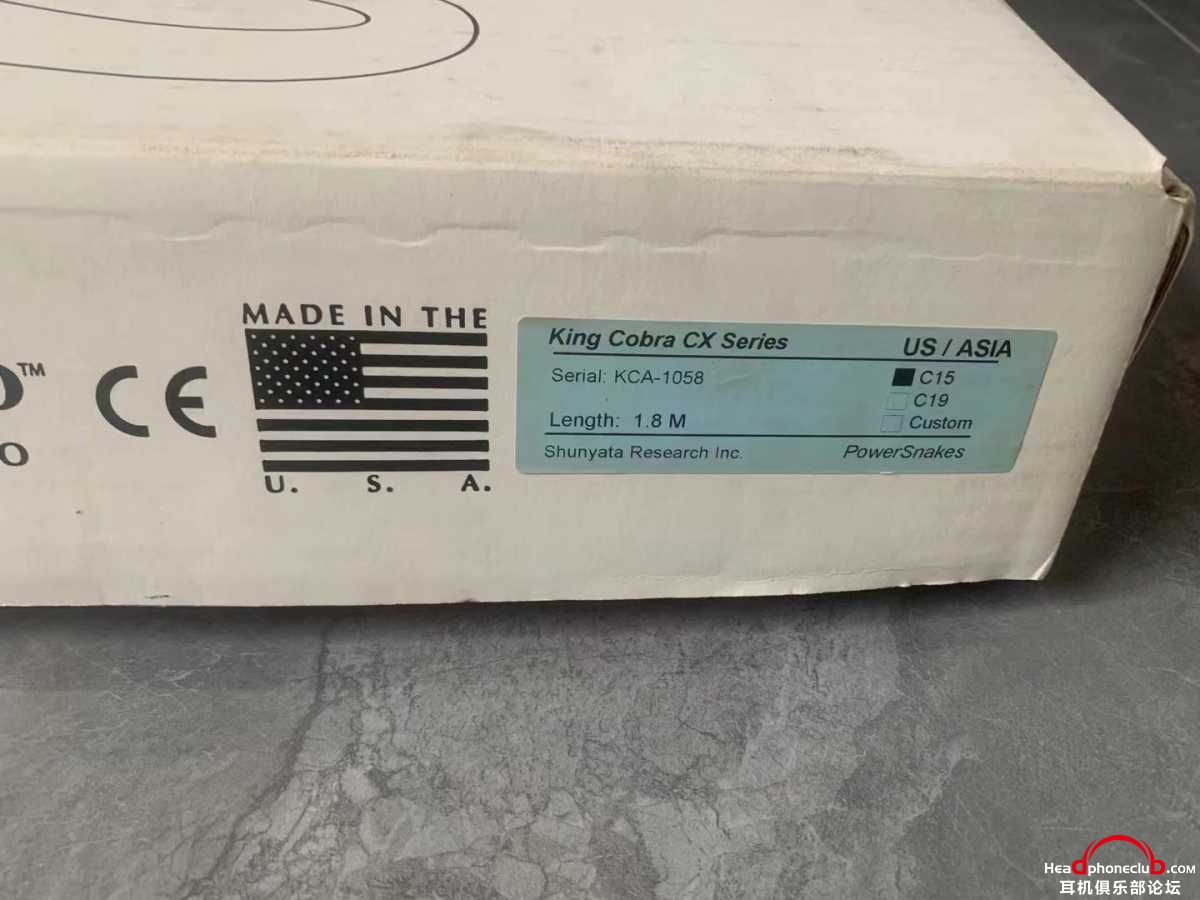 MADE IN THE
U. S. A.
TM
CE
O
King Cobra CX Series
US / ASIA
Serial: KCA-1058
C15
C19
Length: 1.8 M
Custom
Shunyata Research Inc.
PowerSnakes
Headphoneclub.com
耳机俱乐部论坛